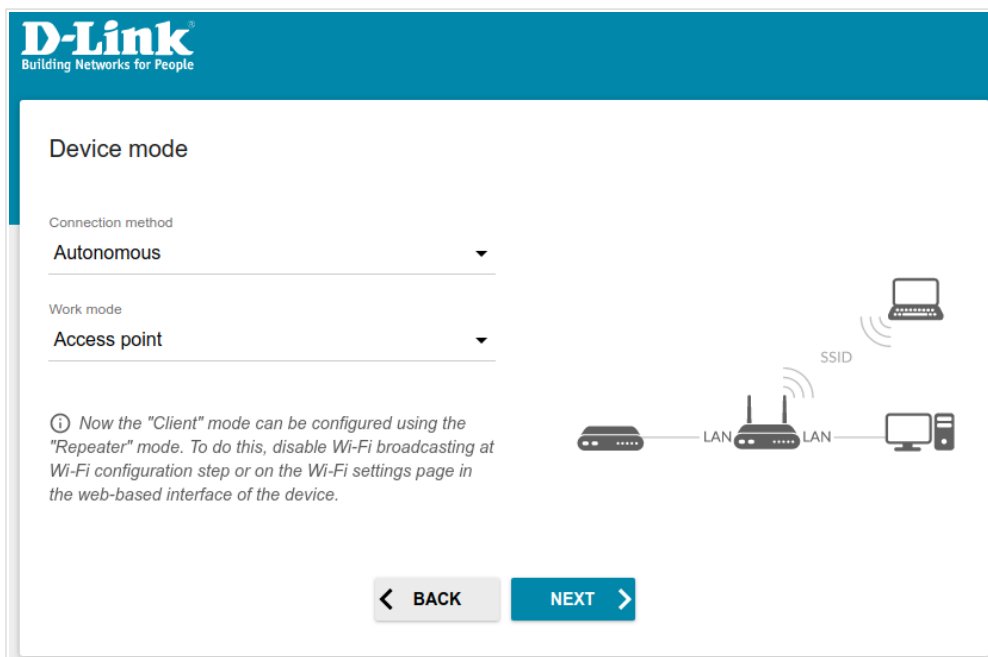 D-Link®
Building Networks for People
Device mode
Connection method
Autonomous
Work mode
Access point
Now the "Client" mode can be configured using the
"Repeater" mode. To do this, disable Wi-Fi broadcasting at
Wi-Fi configuration step or on the Wi-Fi settings page in
the web-based interface of the device.
SSID
LAN
LAN
BACK
NEXT